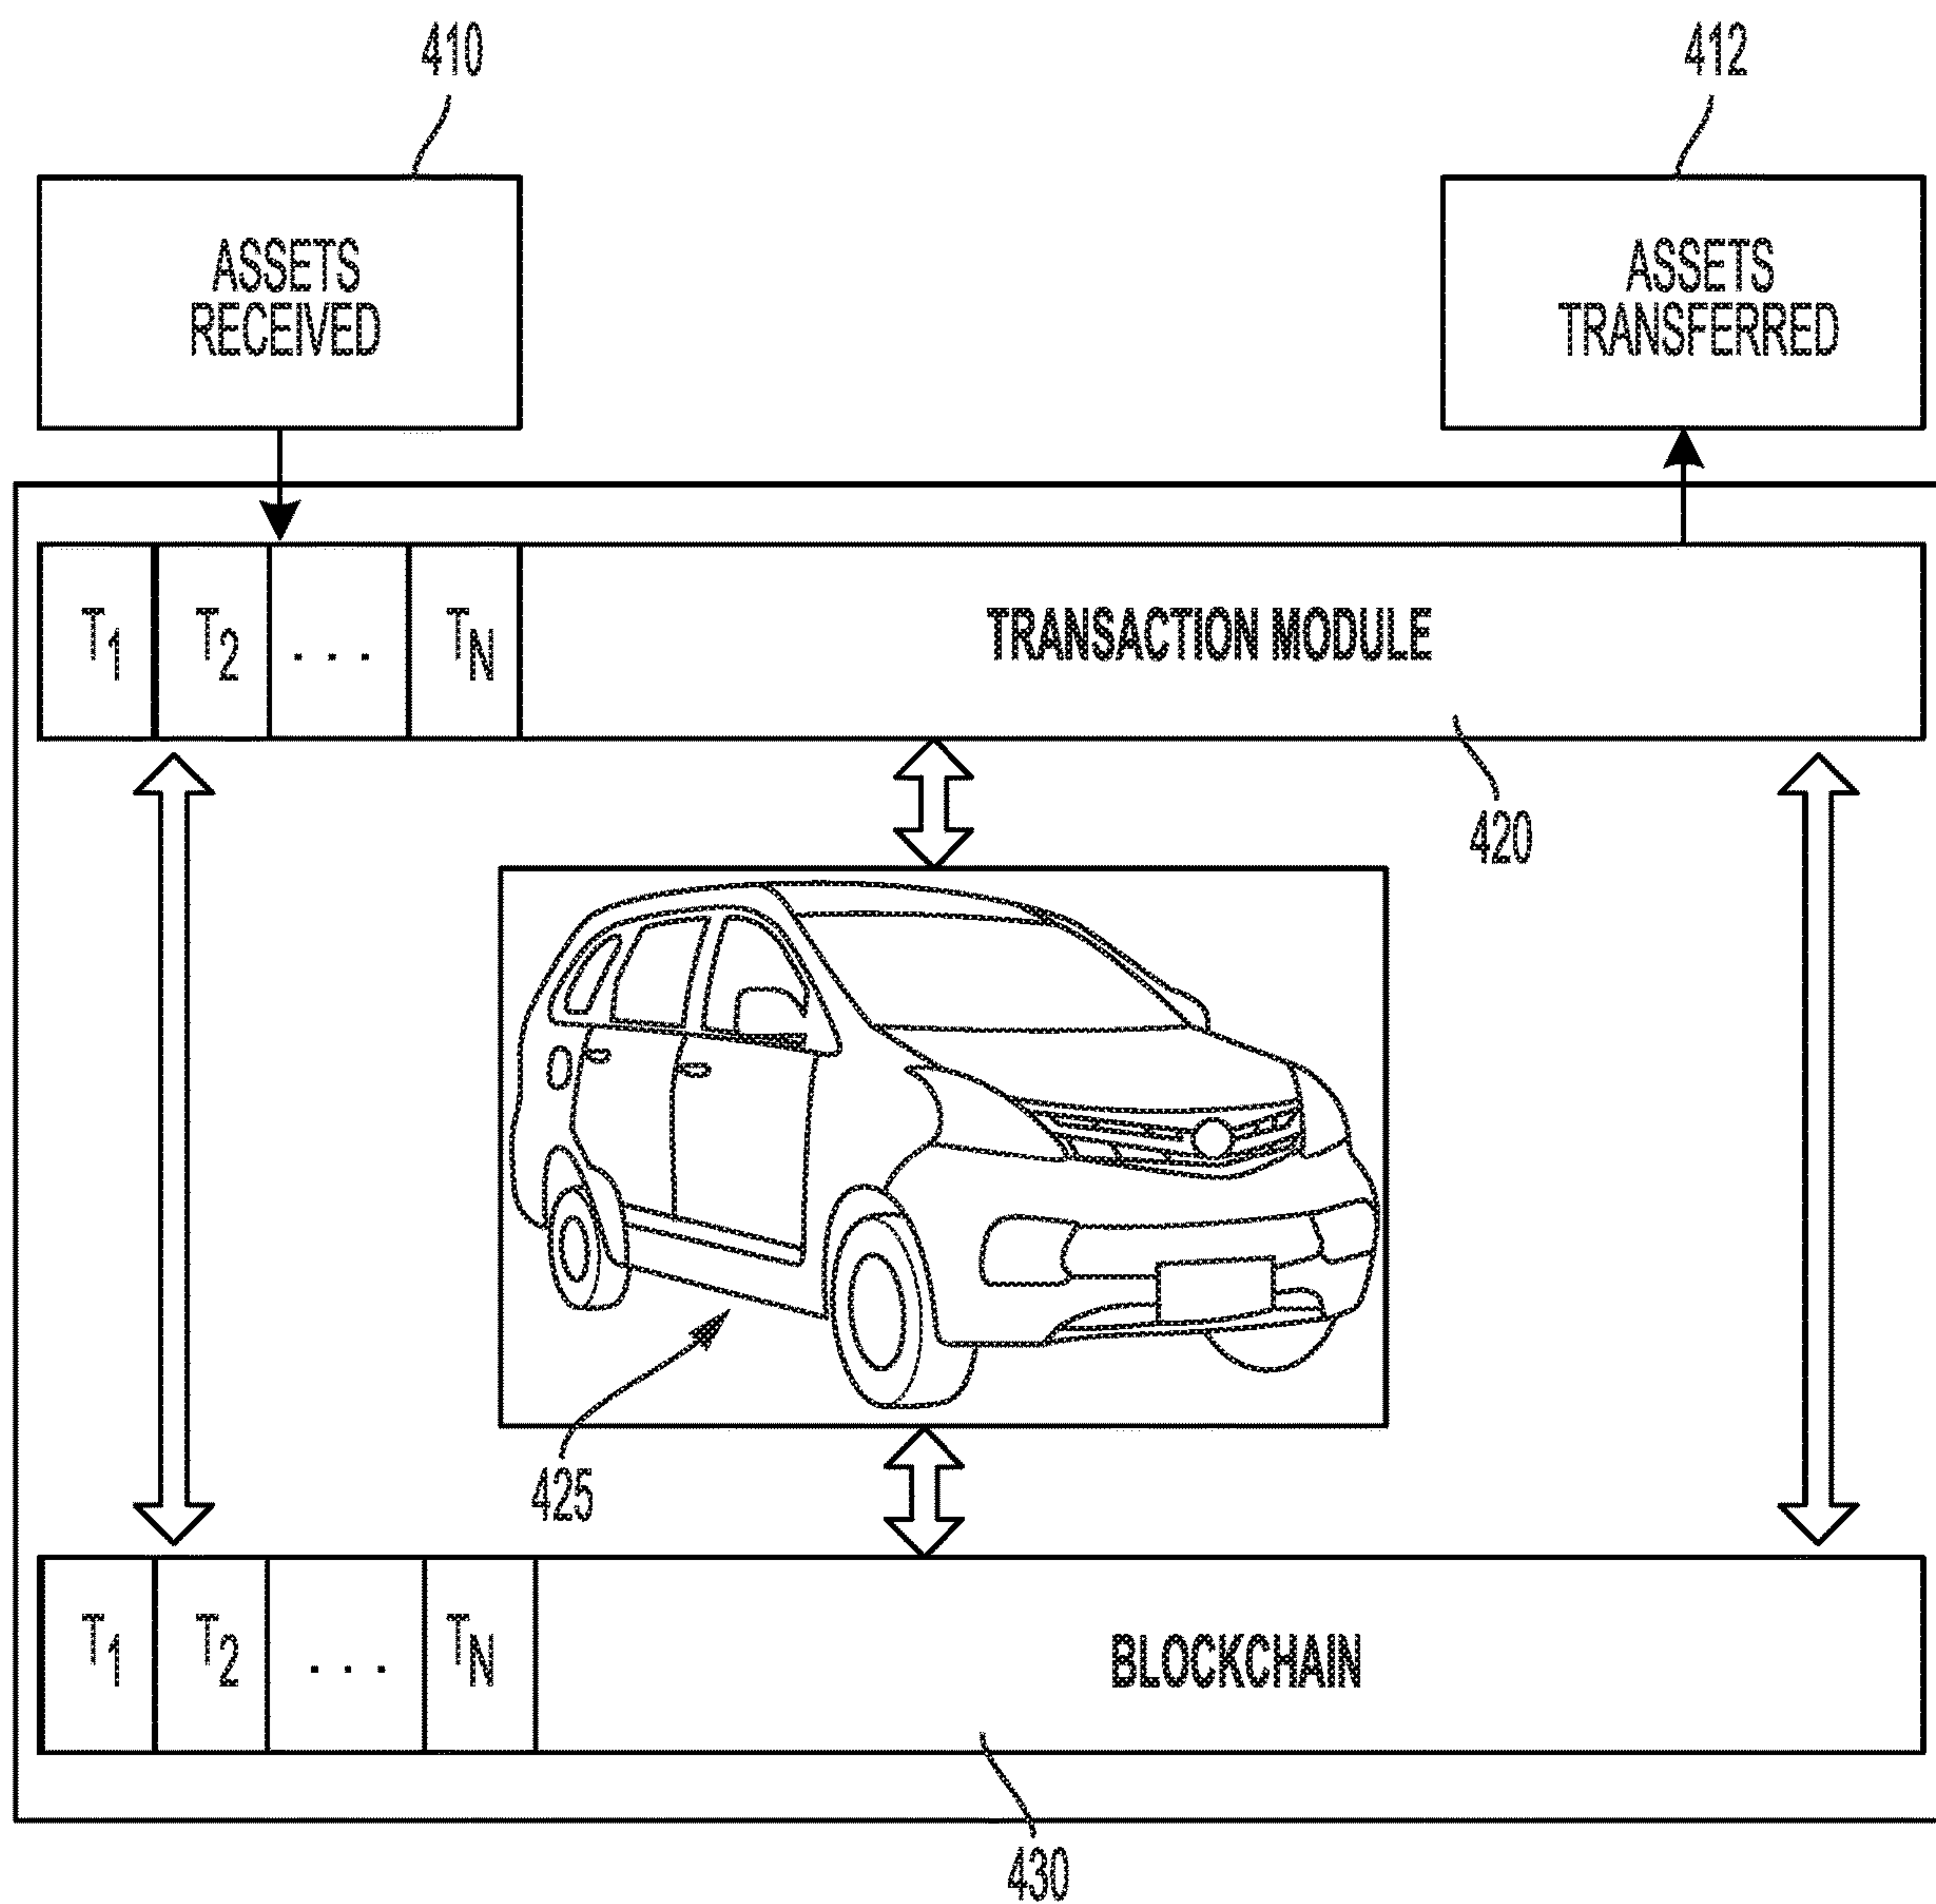 410
412
ASSETS
RECEIVED
ASSETS
TRANSFERRED
T1 T2 . . . TN TRANSACTION MODULE
420
425
T1 T2 . . . TN BLOCKCHAIN
430